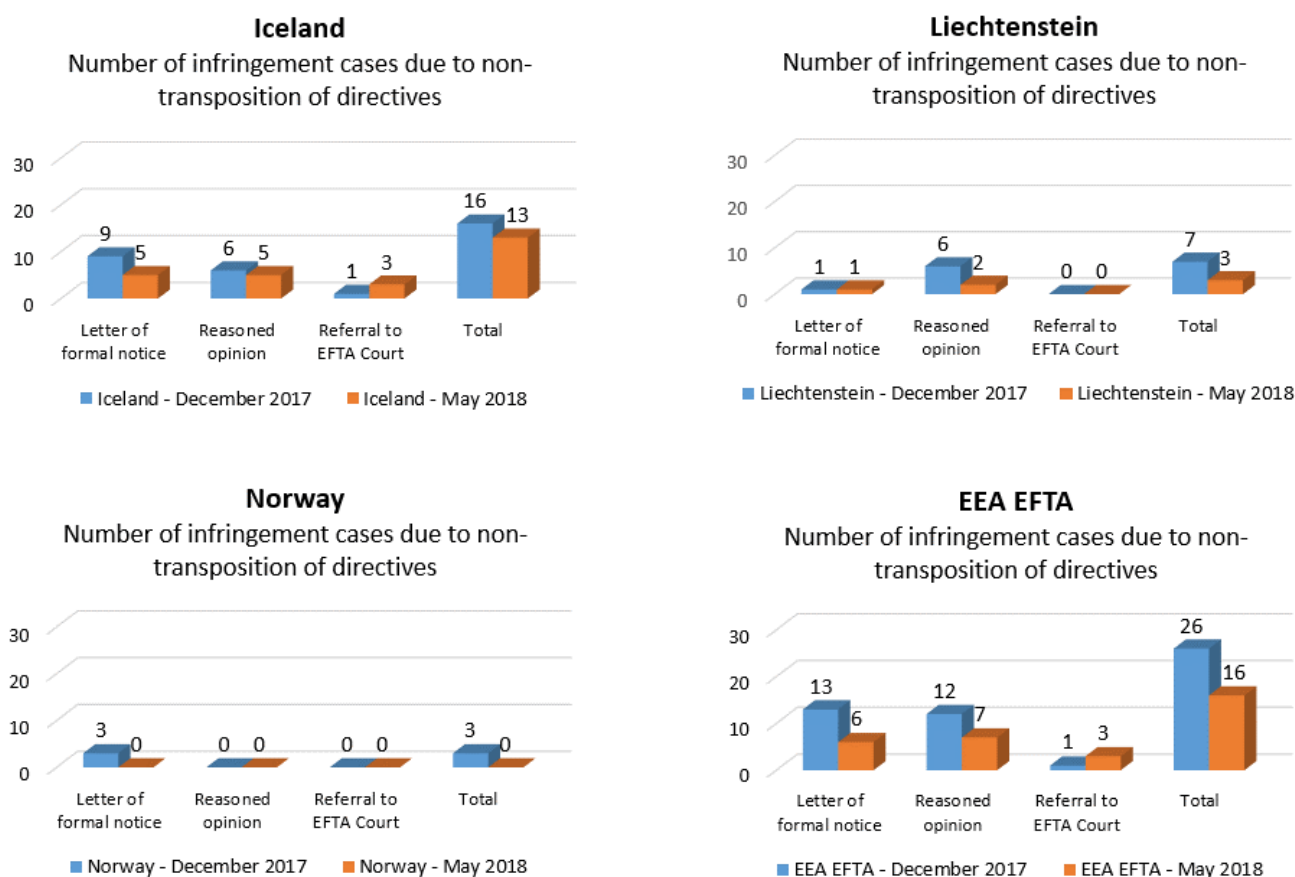 Iceland
Number of infringement cases due to non-
transposition of directives
30
20
10
0
9
5
6
5
1
3
16
13
Letter of
formal notice
Reasoned
opinion
Referral to
EFTA Court
Total
Iceland - December 2017
Iceland - May 2018
Liechtenstein
Number of infringement cases due to non-
transposition of directives
30
20
10
0
1
1
6
2
0
0
7
3
Letter of
formal notice
Reasoned
opinion
Referral to
EFTA Court
Total
Liechtenstein - December 2017
Liechtenstein - May 2018
Norway
Number of infringement cases due to non-
transposition of directives
30
20
10
0
3
0
0
0
0
0
3
0
Letter of
formal notice
Reasoned
opinion
Referral to
EFTA Court
Total
Norway - December 2017
Norway - May 2018
EEA EFTA
Number of infringement cases due to non-
transposition of directives
30
20
10
0
13
6
12
7
1
3
26
16
Letter of
formal notice
Reasoned
opinion
Referral to
EFTA Court
Total
EEA EFTA - December 2017
EEA EFTA - May 2018